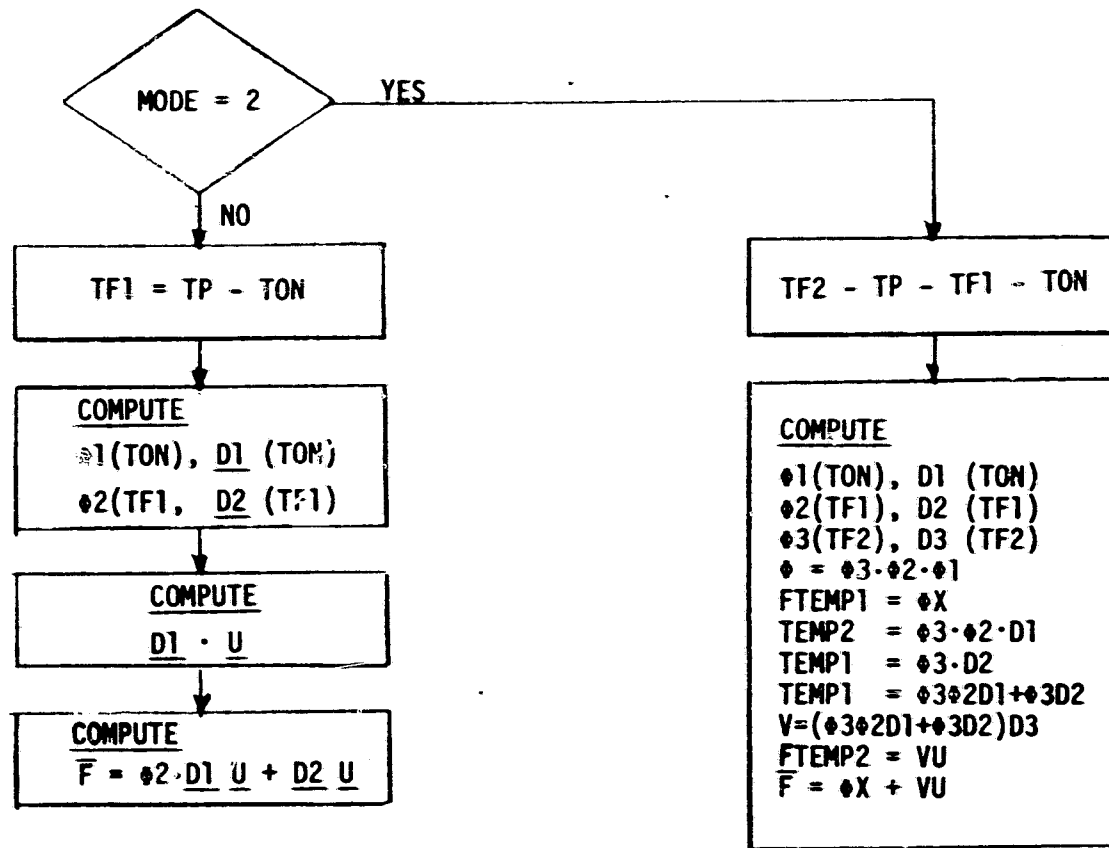 MODE = 2
YES
NO
TF1 = TP - TON
COMPUTE
Φ1(TON), D1 (TON)
Φ2(TF1, D2 (TF1)
COMPUTE
D1 · U
COMPUTE
F̅ = Φ2·D1 U + D2 U
TF2 - TP - TF1 - TON
COMPUTE
Φ1(TON), D1 (TON)
Φ2(TF1), D2 (TF1)
Φ3(TF2), D3 (TF2)
Φ = Φ3·Φ2·Φ1
FTEMP1 = ΦX
TEMP2 = Φ3·Φ2·D1
TEMP1 = Φ3·D2
TEMP1 = Φ3Φ2D1+Φ3D2
V=(Φ3Φ2D1+Φ3D2)D3
FTEMP2 = VU
F̅ = ΦX + VU